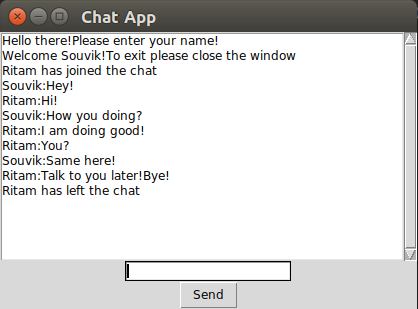 Chat App
Hello there!Please enter your name!
Welcome Souvik!To exit please close the window
Ritam has joined the chat
Souvik:Hey!
Ritam:Hi!
Souvik:How you doing?
Ritam:I am doing good!
Ritam:You?
Souvik:Same here!
Ritam:Talk to you later!Bye!
Ritam has left the chat
Send